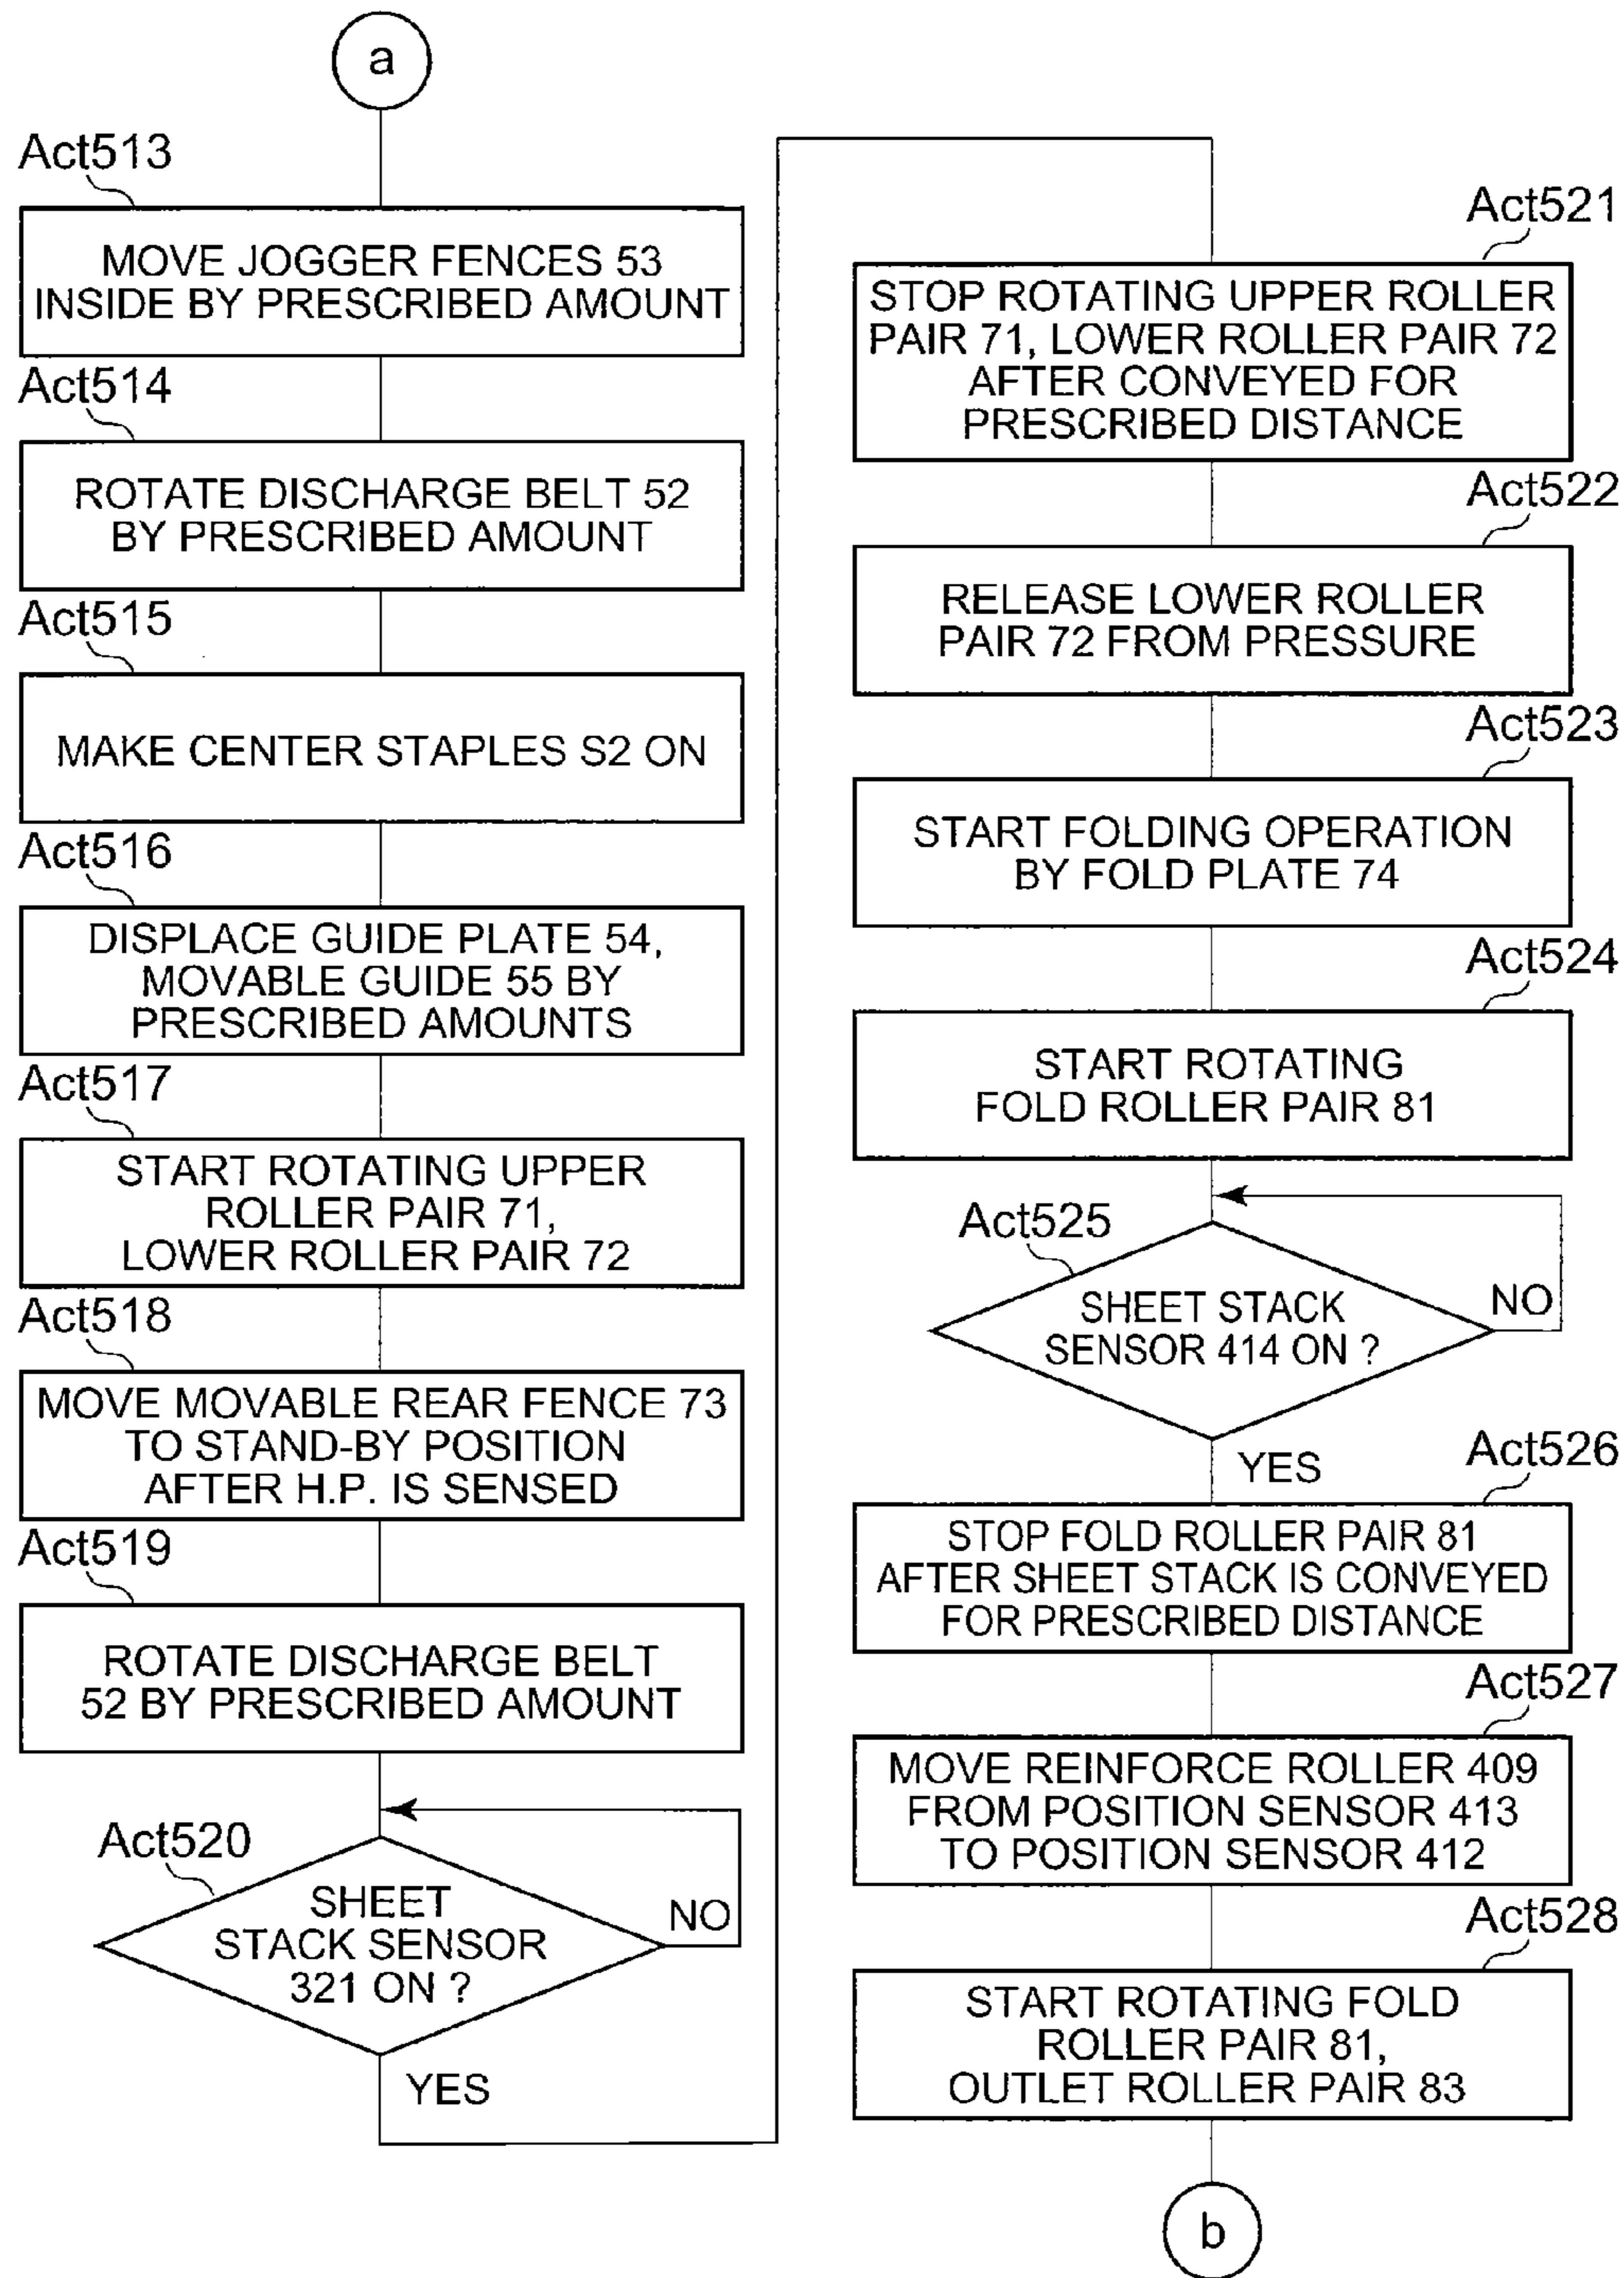 a
Act513
MOVE JOGGER FENCES 53
INSIDE BY PRESCRIBED AMOUNT
Act514
ROTATE DISCHARGE BELT 52
BY PRESCRIBED AMOUNT
Act515
MAKE CENTER STAPLES S2 ON
Act516
DISPLACE GUIDE PLATE 54,
MOVABLE GUIDE 55 BY
PRESCRIBED AMOUNTS
Act517
START ROTATING UPPER
ROLLER PAIR 71,
LOWER ROLLER PAIR 72
Act518
MOVE MOVABLE REAR FENCE 73
TO STAND-BY POSITION
AFTER H.P. IS SENSED
Act519
ROTATE DISCHARGE BELT
52 BY PRESCRIBED AMOUNT
Act520
SHEET
STACK SENSOR
321 ON ?
NO
YES
Act521
STOP ROTATING UPPER ROLLER
PAIR 71, LOWER ROLLER PAIR 72
AFTER CONVEYED FOR
PRESCRIBED DISTANCE
Act522
RELEASE LOWER ROLLER
PAIR 72 FROM PRESSURE
Act523
START FOLDING OPERATION
BY FOLD PLATE 74
Act524
START ROTATING
FOLD ROLLER PAIR 81
Act525
SHEET STACK
SENSOR 414 ON ?
NO
YES
Act526
STOP FOLD ROLLER PAIR 81
AFTER SHEET STACK IS CONVEYED
FOR PRESCRIBED DISTANCE
Act527
MOVE REINFORCE ROLLER 409
FROM POSITION SENSOR 413
TO POSITION SENSOR 412
Act528
START ROTATING FOLD
ROLLER PAIR 81,
OUTLET ROLLER PAIR 83
b